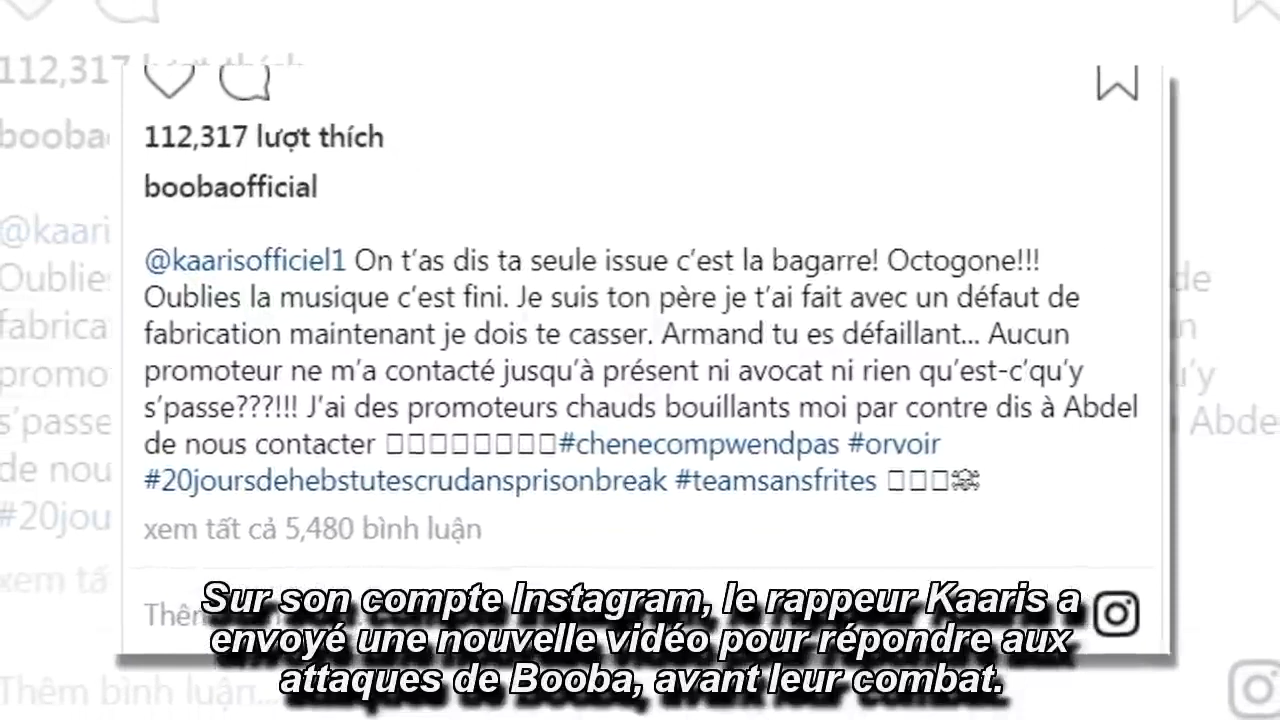 112,317 lượt thích
boobaofficial
@kaarisofficiel1 On t'as dis ta seule issue c'est la bagarre! Octogone!!!
Oublies la musique c'est fini. Je suis ton père je t'ai fait avec un défaut de
fabrication maintenant je dois te casser. Armand tu es défaillant... Aucun
promoteur ne m'a contacté jusqu'à présent ni avocat ni rien qu'est-c'qu'y
s'passe???!!! J'ai des promoteurs chauds bouillants moi par contre dis à Abdel
de nous contacter #chenecompwendpas #orvoir
#20joursdehebstutescrudansprisonbreak #teamsansfrites
xem tất cả 5,480 bình luận
Sur son compte Instagram, le rappeur Kaaris a
envoyé une nouvelle vidéo pour répondre aux
attaques de Booba, avant leur combat.
Thêm bình luận...